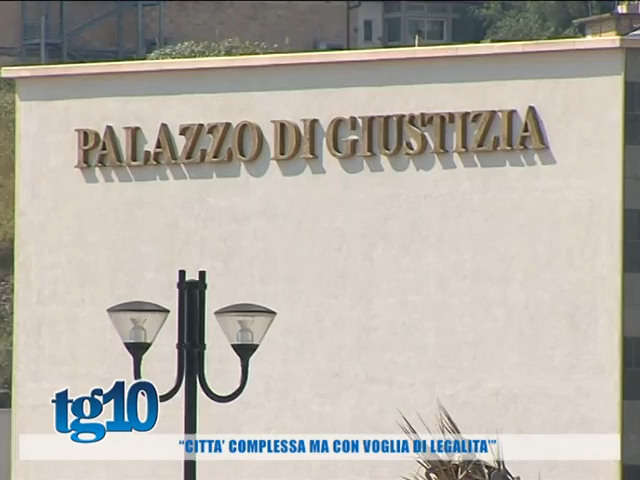 PALAZZO DI GIUSTIZIA
tg10
“CITTA' COMPLESSA MA CON VOGLIA DI LEGALITA'”